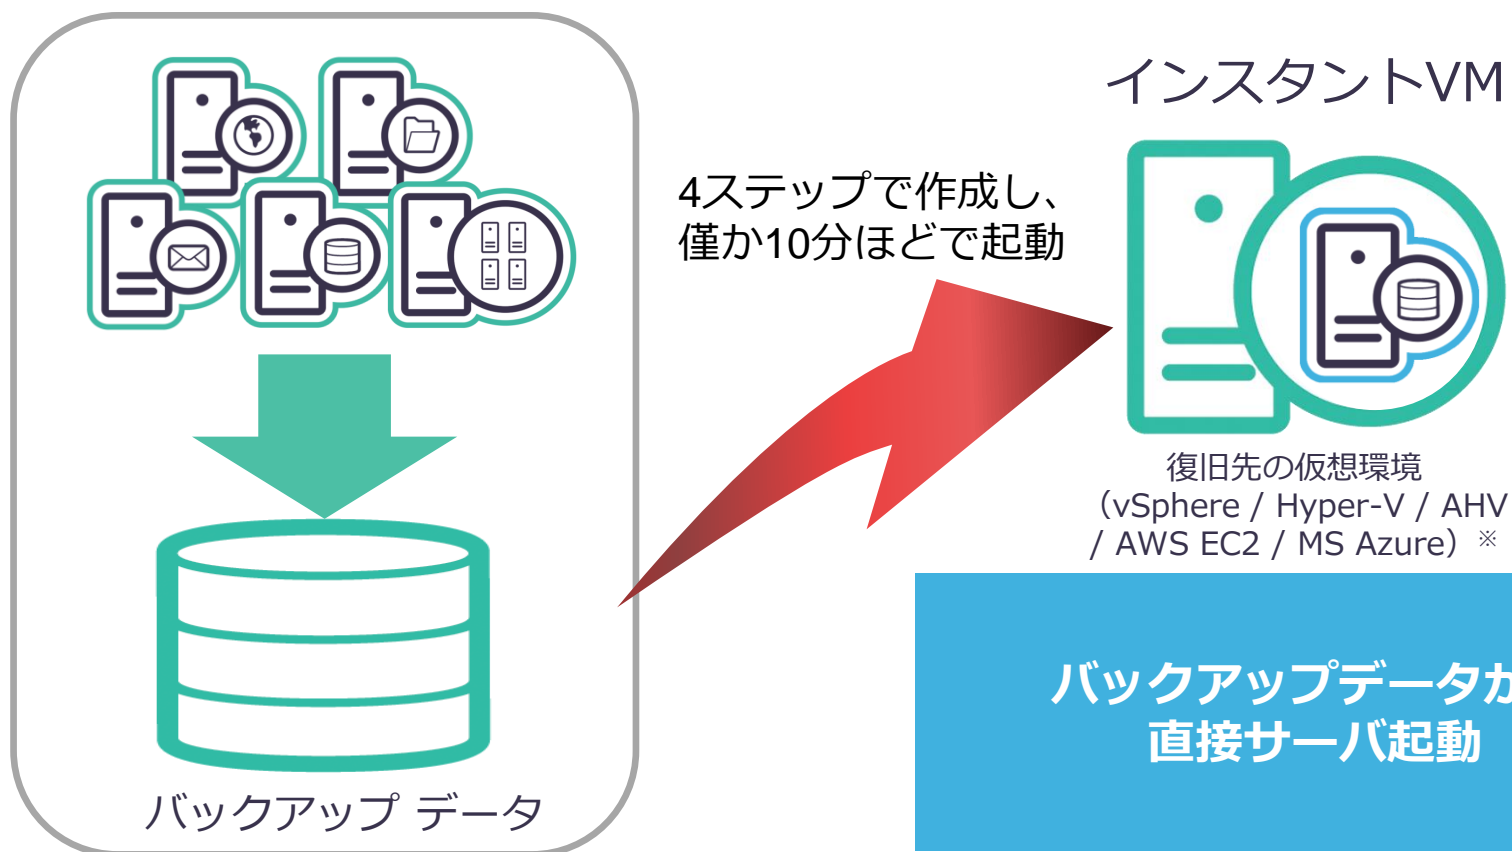 インスタントVM
4ステップで作成し、
僅か10分ほどで起動
復旧先の仮想環境
（vSphere / Hyper-V / AHV
/ AWS EC2 / MS Azure）※
バックアップデータか
直接サーバ起動
バックアップ データ